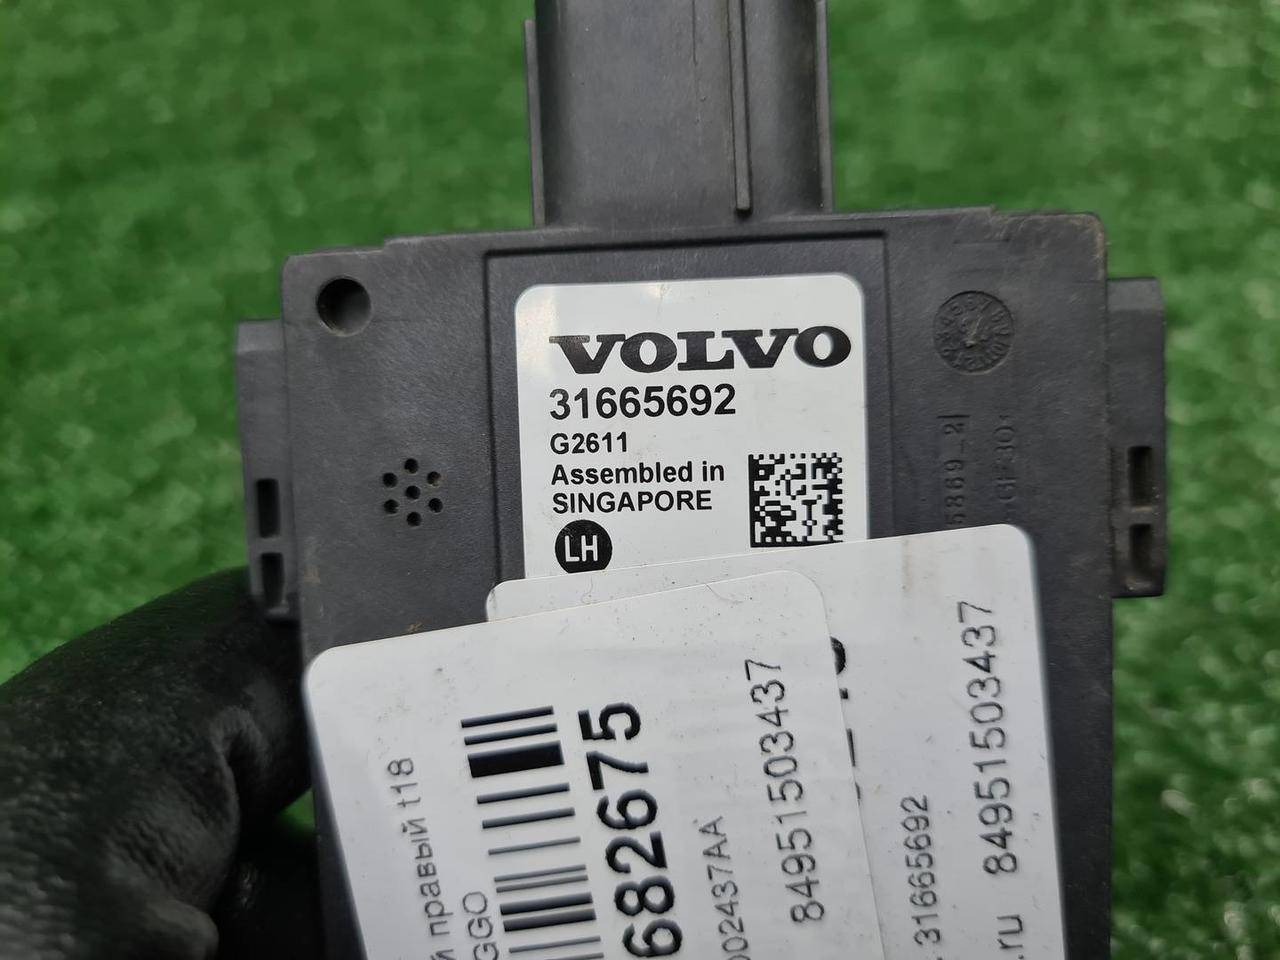 VOLVO
31665692
G2611
Assembled in
SINGAPORE
LH
правый t18
GGO
682675
002437AA
84951503437
31665692
.ru 84951503437